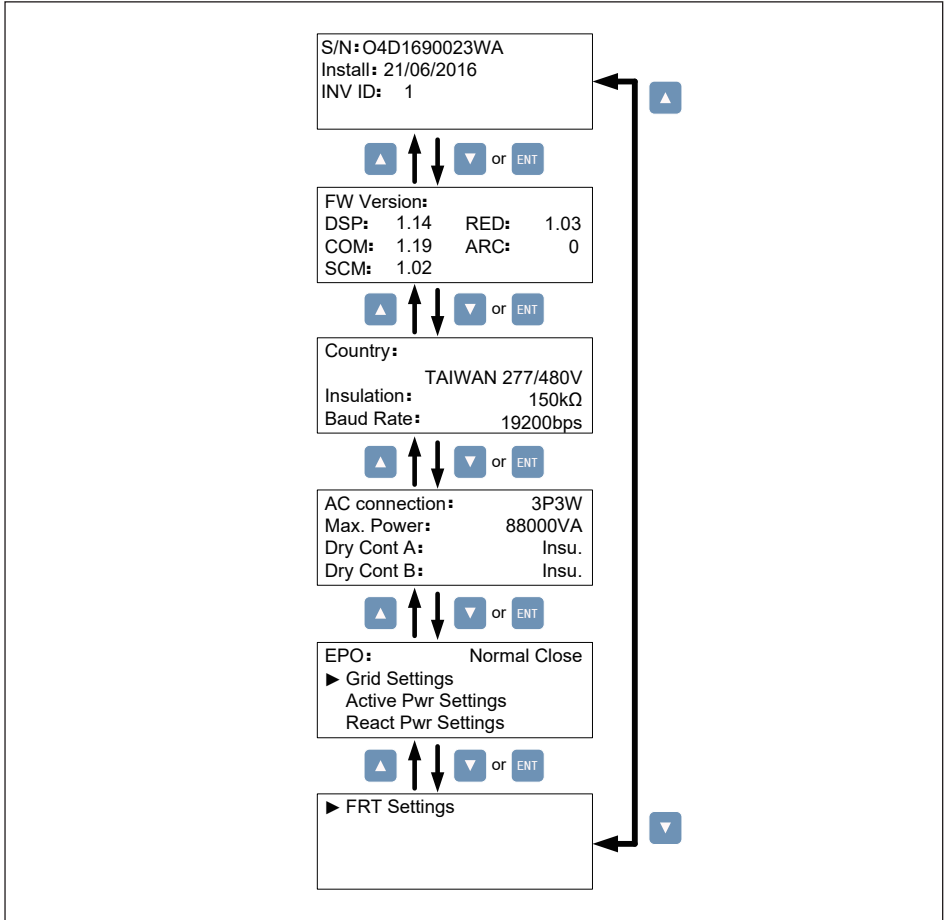 S/N: O4D1690023WA
Install: 21/06/2016
INV ID: 1
or ENT
FW Version:
DSP: 1.14 RED: 1.03
COM: 1.19 ARC: 0
SCM: 1.02
or ENT
Country:
TAIWAN 277/480V
Insulation: 150kΩ
Baud Rate: 19200bps
or ENT
AC connection: 3P3W
Max. Power: 88000VA
Dry Cont A: Insu.
Dry Cont B: Insu.
or ENT
EPO: Normal Close
▶ Grid Settings
Active Pwr Settings
React Pwr Settings
or ENT
▶ FRT Settings